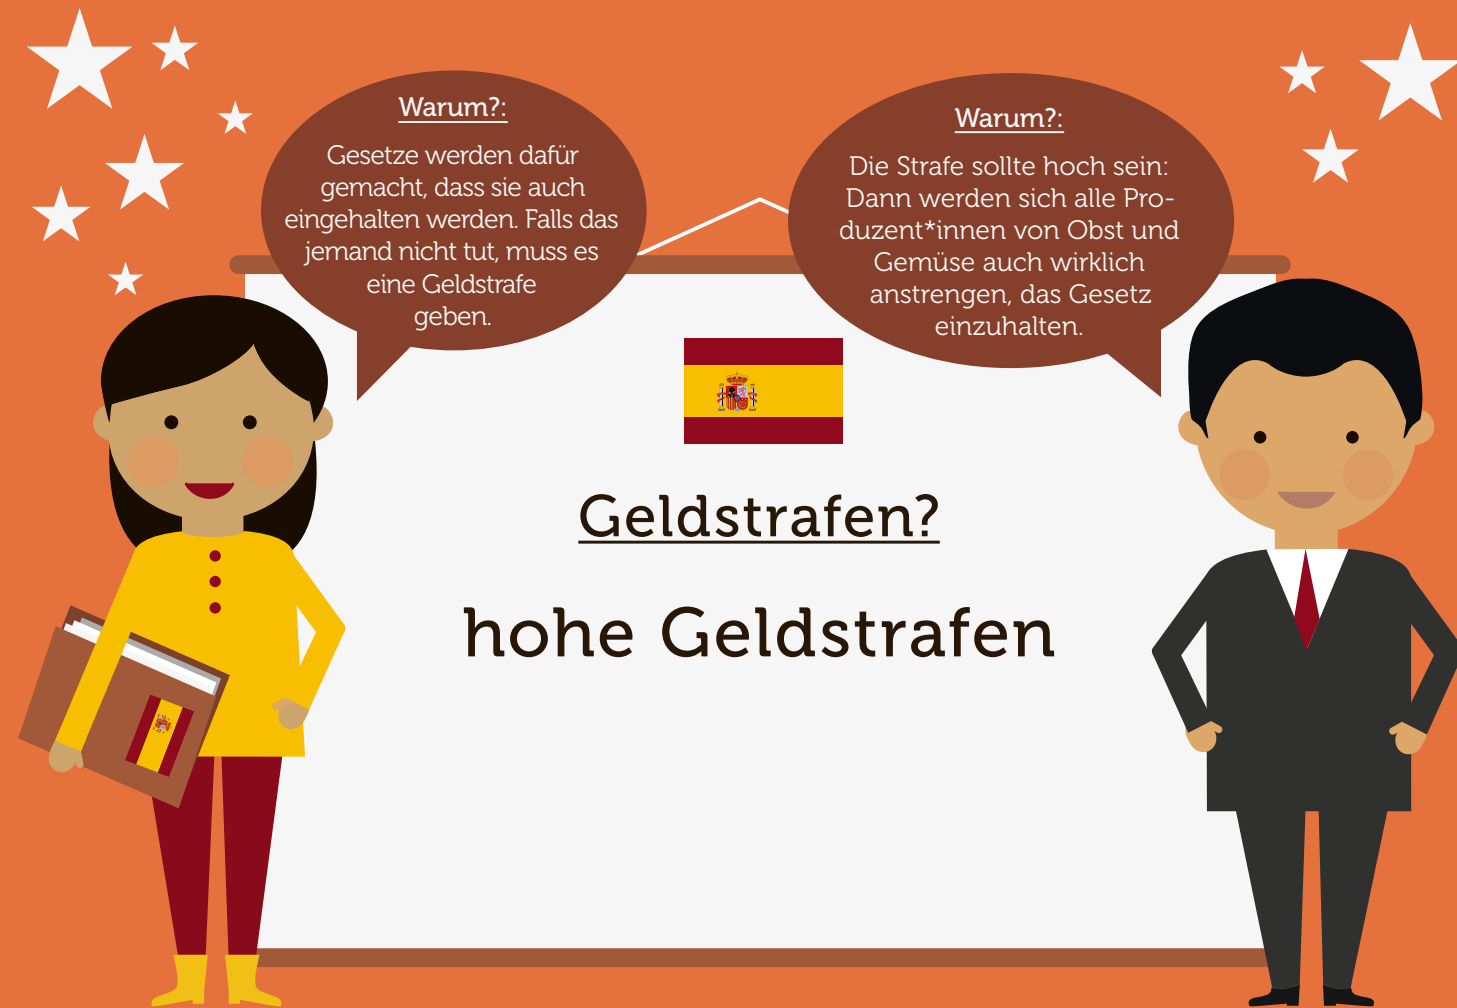 Warum?:
Gesetze werden dafür
gemacht, dass sie auch
eingehalten werden. Falls das
jemand nicht tut, muss es
eine Geldstrafe
geben.
Warum?:
Die Strafe sollte hoch sein:
Dann werden sich alle Pro-
duzent*innen von Obst und
Gemüse auch wirklich
anstrengen, das Gesetz
einzuhalten.
Geldstrafen?
hohe Geldstrafen